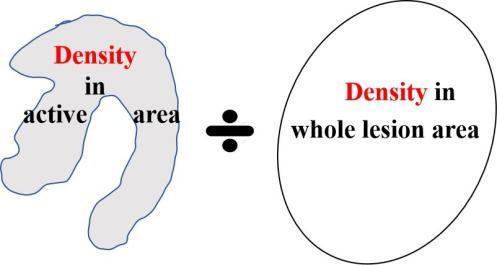 Density
in
active area
÷
Density in
whole lesion area